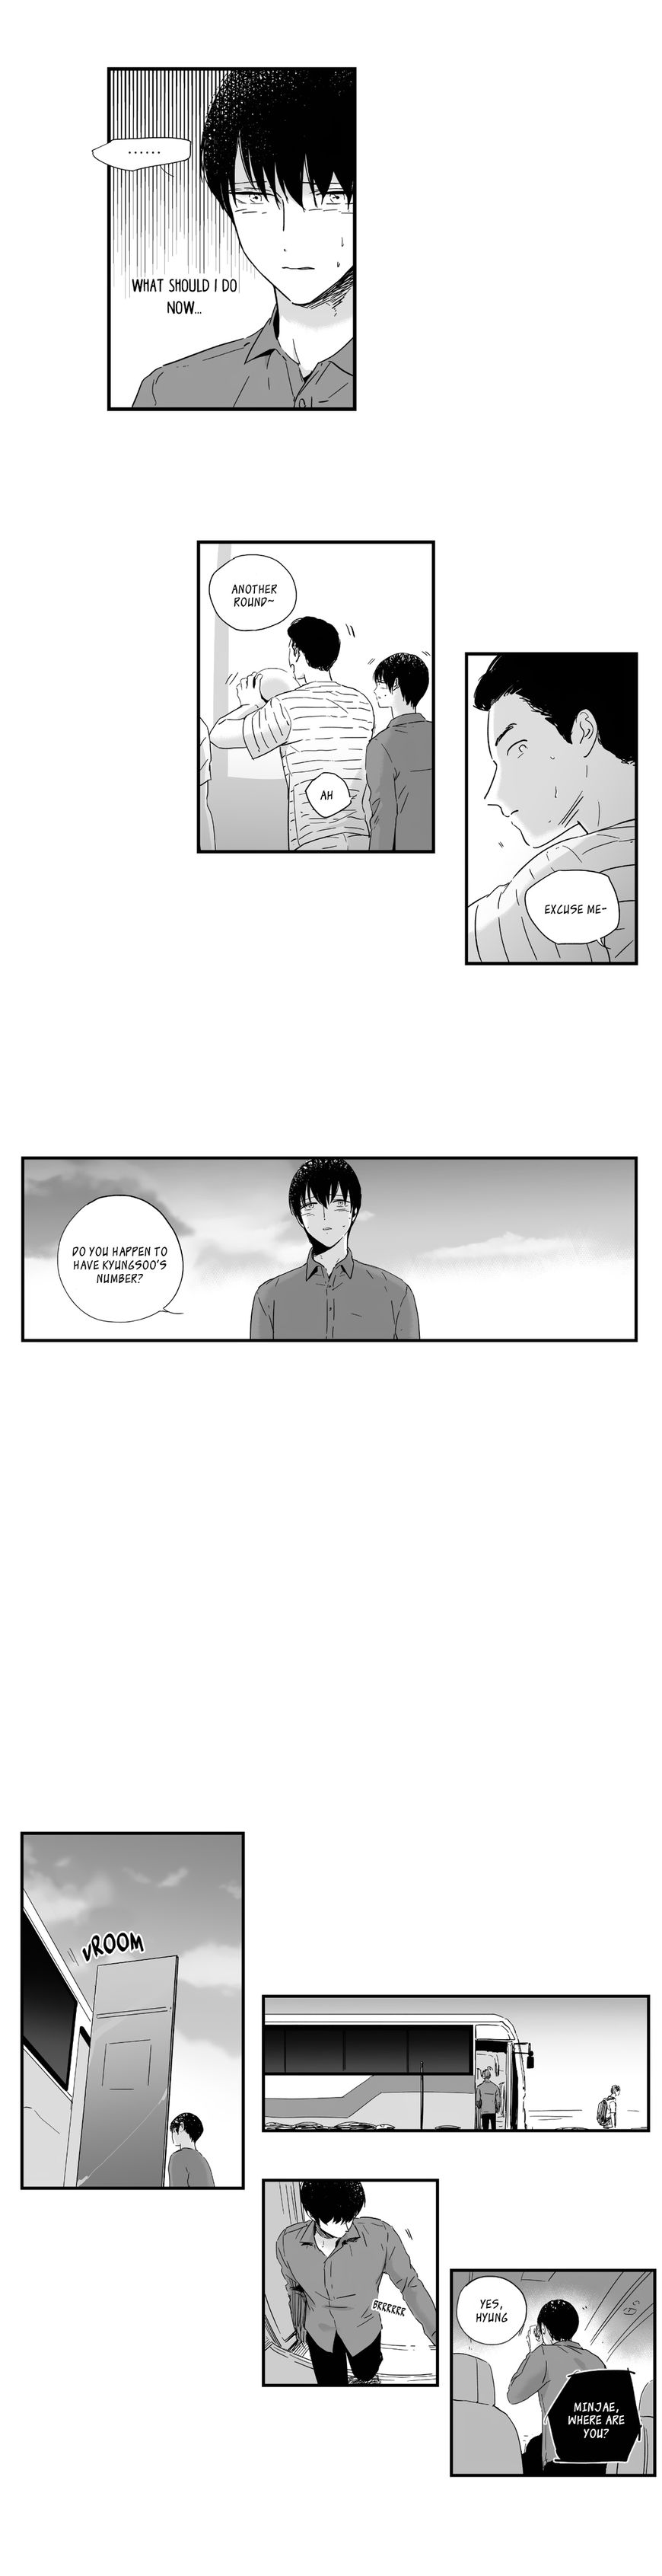 ......
WHAT SHOULD I DO
NOW...
ANOTHER
ROUND~
AH
EXCUSE ME-
DO YOU HAPPEN TO
HAVE KYUNGSOO'S
NUMBER?
VROOM
BRRRRRR
YES,
HYUNG
MINJAE,
WHERE ARE
YOU?